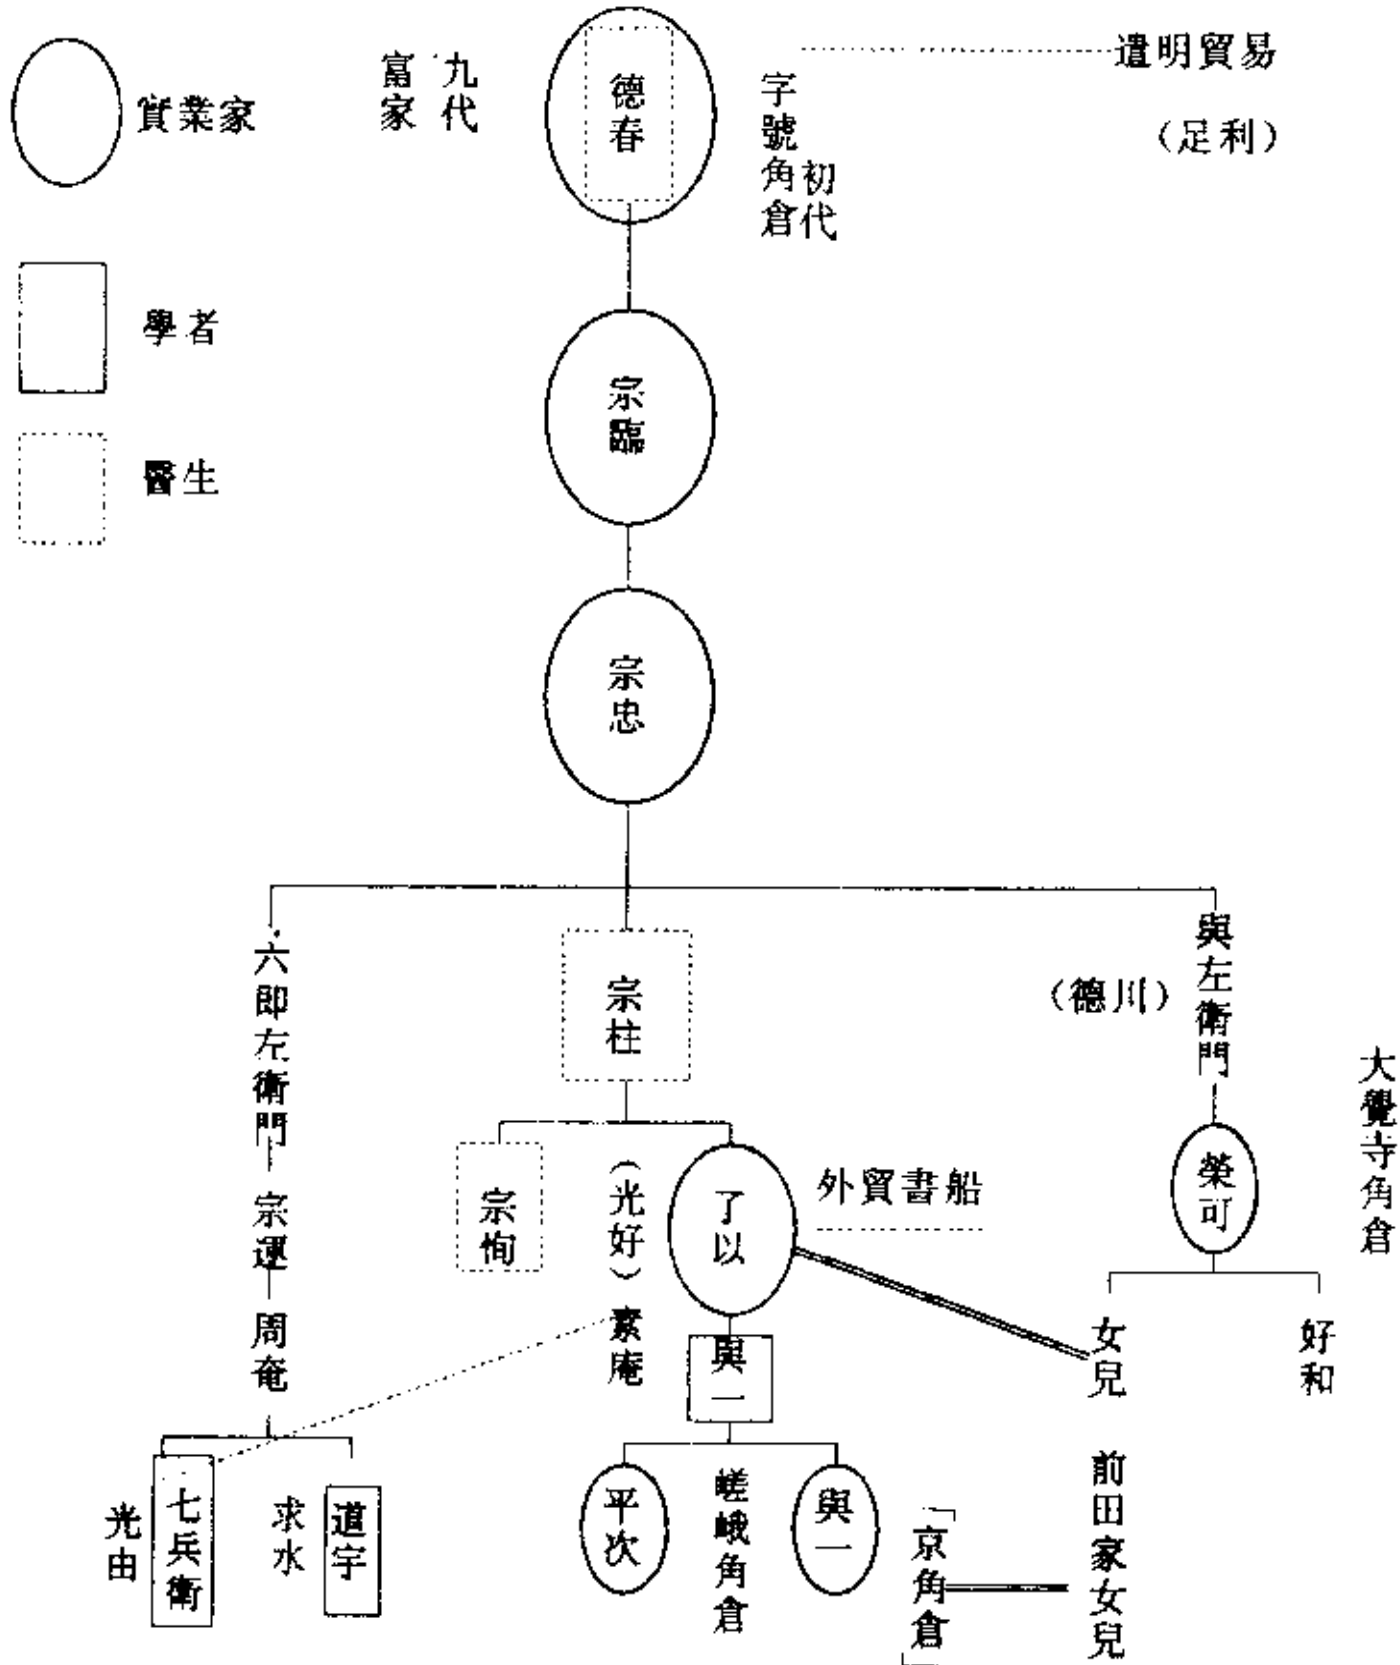 實業家
學者
醫生
九代
富家
德春
字號角倉
初代
遣明貿易
（足利）
宗臨
宗忠
六即左衛門
宗運
周奄
宗柱
（德川）
與左衛門
大覺寺角倉
宗恂
（光好）素庵
了以
外貿書船
榮可
與一
女兒
好和
光由
七兵衛
求水
道宇
平次
嵯峨角倉
與一
「京角倉」
前田家女兒